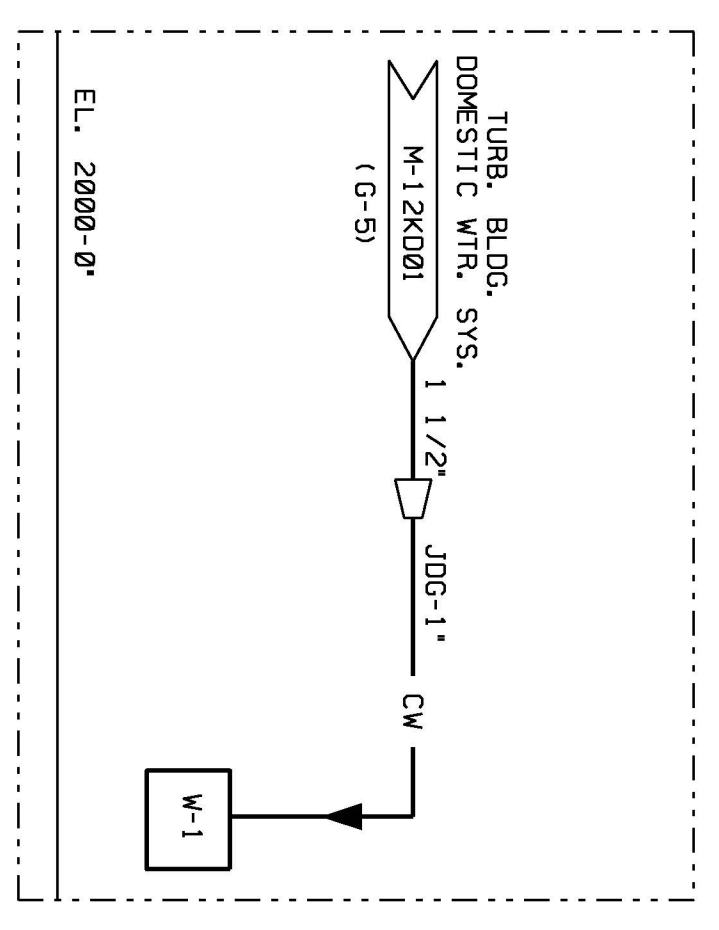 TURB. BLDG.
DOMESTIC WTR. SYS.
M-12KD01
(G-5)
1 1/2"
JDG-1"
CW
W-1
EL. 2000-0"